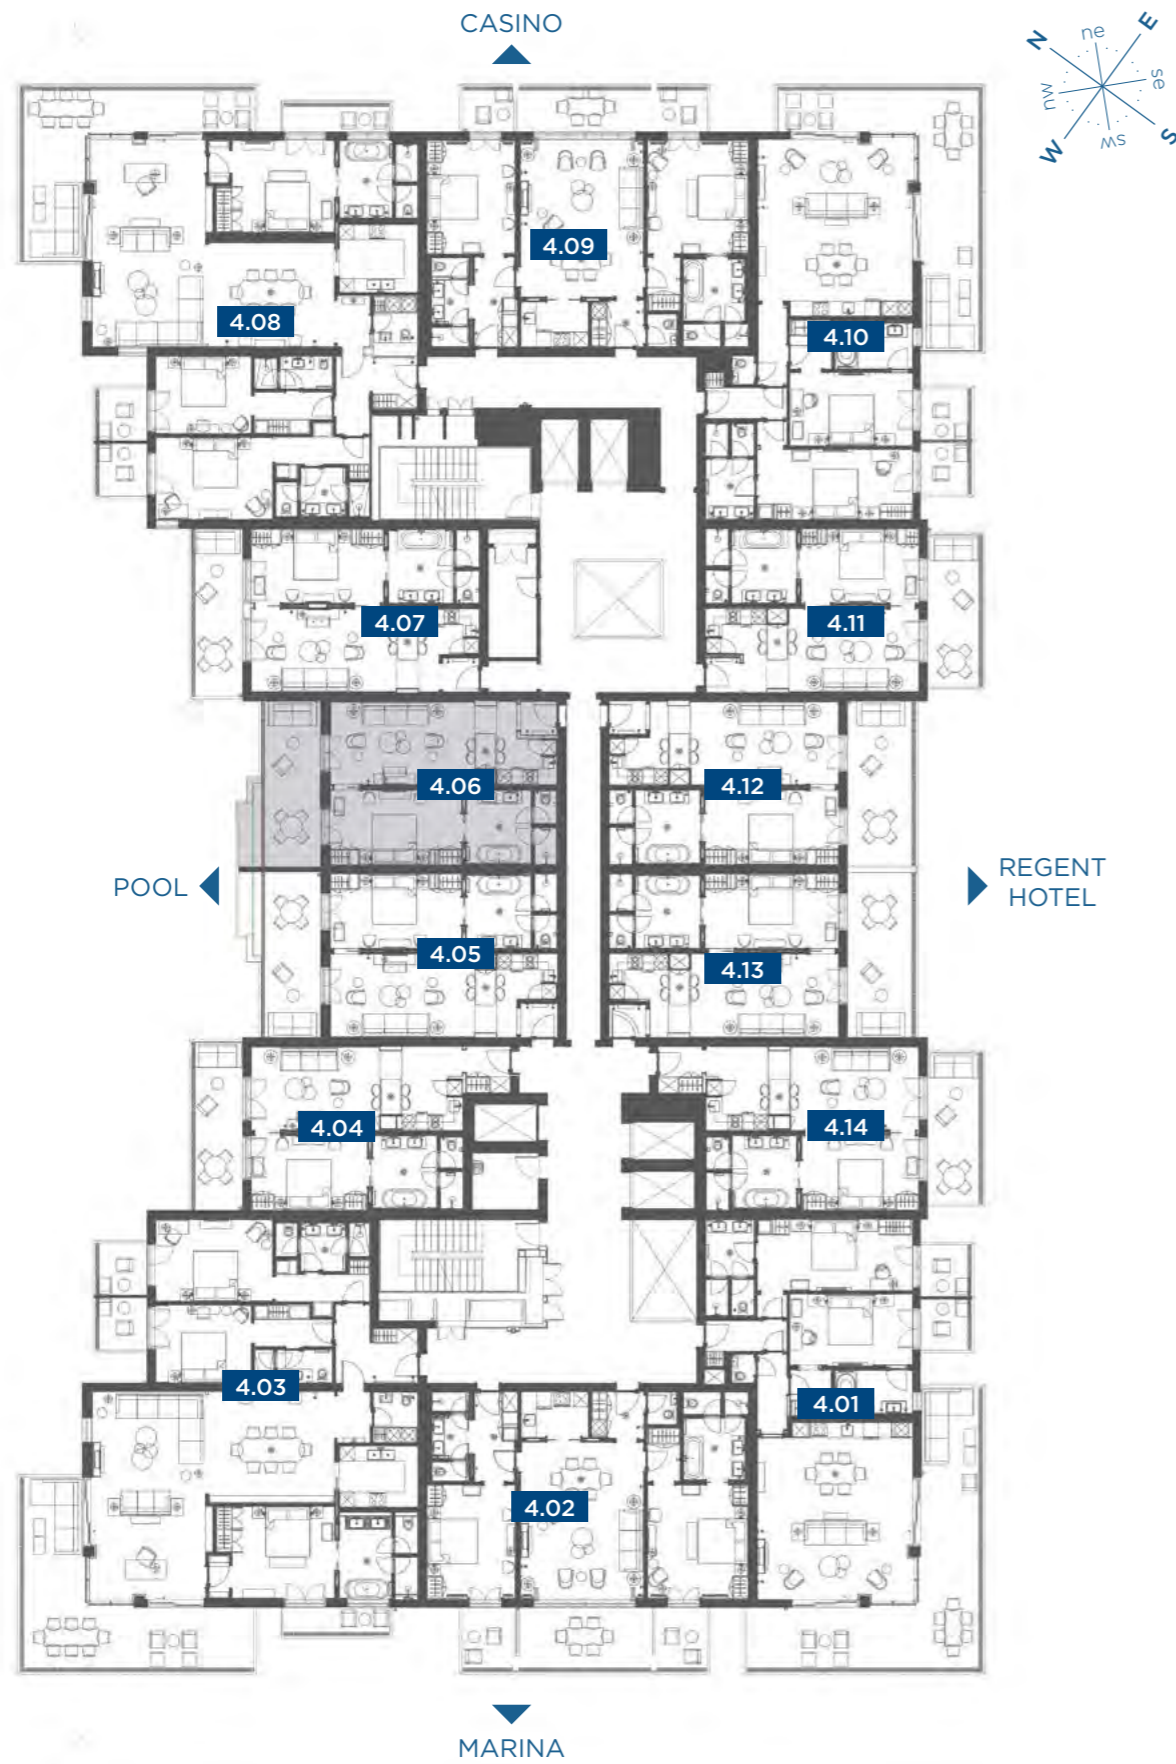 CASINO
N
ne
E
nw
se
W
sw
S
4.09
4.08
4.10
4.07
4.11
4.06
4.12
POOL
REGENT
HOTEL
4.05
4.13
4.04
4.14
4.03
4.01
4.02
MARINA